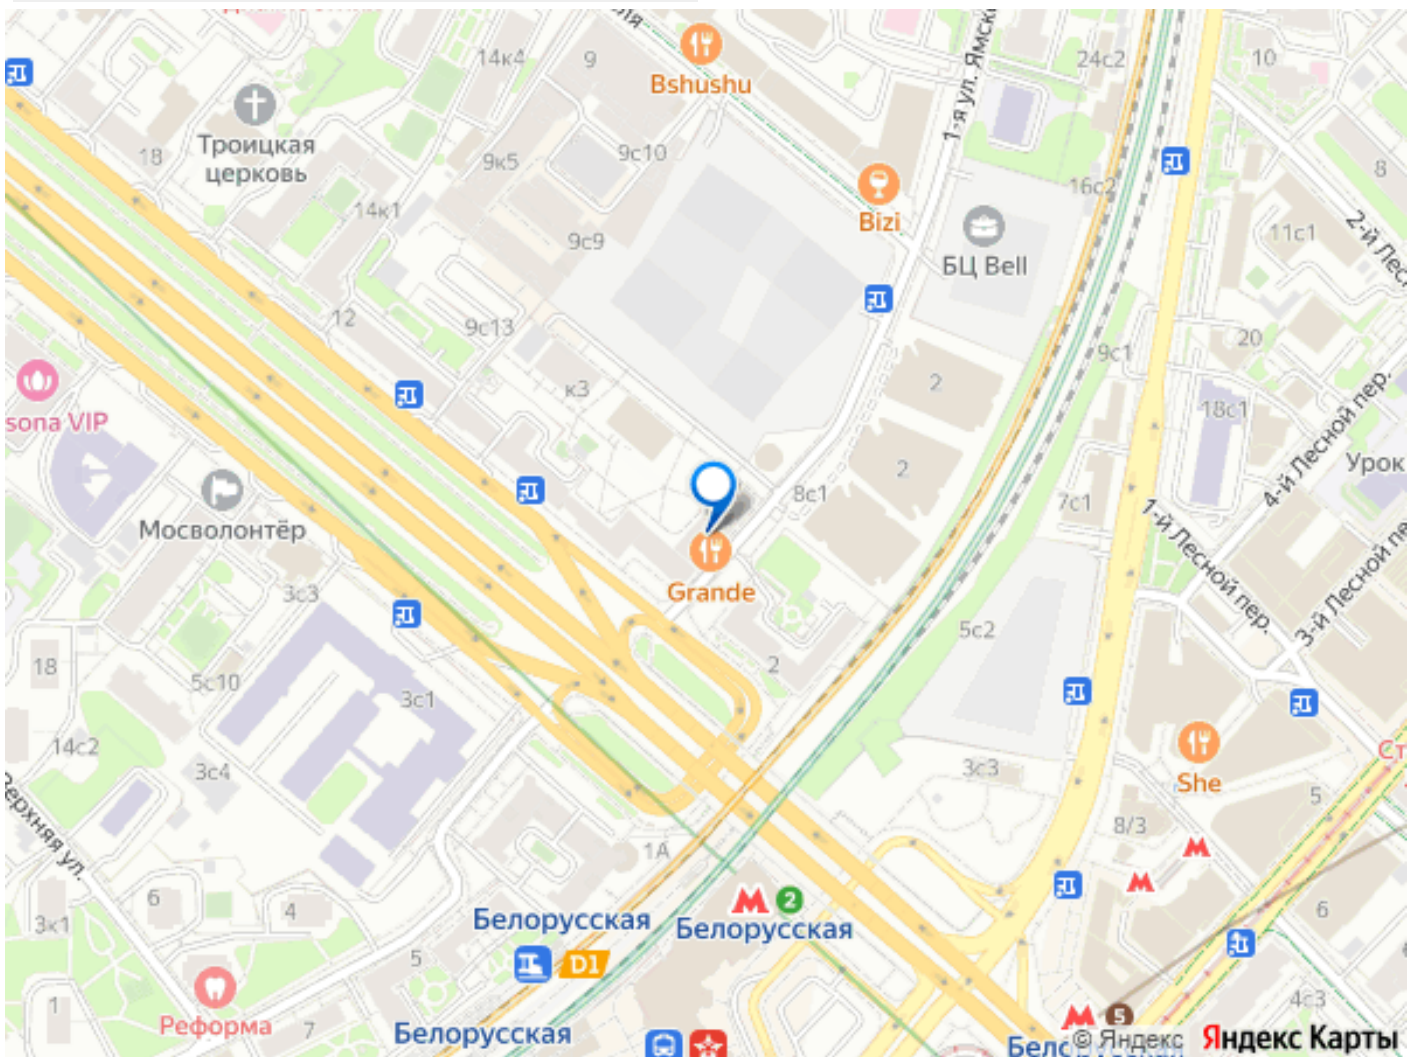 14к4
9
Bshushu
24с2
10
1-я ул. Ямск
Троицкая
церковь
18
9к5
9с10
8
14к1
16с2
Bizi
9с9
БЦ Bell
11с1
2-й Лес
12
9с13
20
9с1
2
к3
18с1
4-й Лесной пер.
sona VIP
Урок
2
8с1
7с1
Мосволонтёр
1-й Лесной пер.
3-й Лесной пе
Grande
3с3
5с2
2
18
5с10
3с1
14с2
3с4
3с3
She
Ст
5
Верхняя ул.
8/3
1А
6
4
3к1
Белорусская
2
Белорусская
6
5
D1
1
Реформа
7
Белорусская
5
4с3
© Яндекс
Яндекс Карты